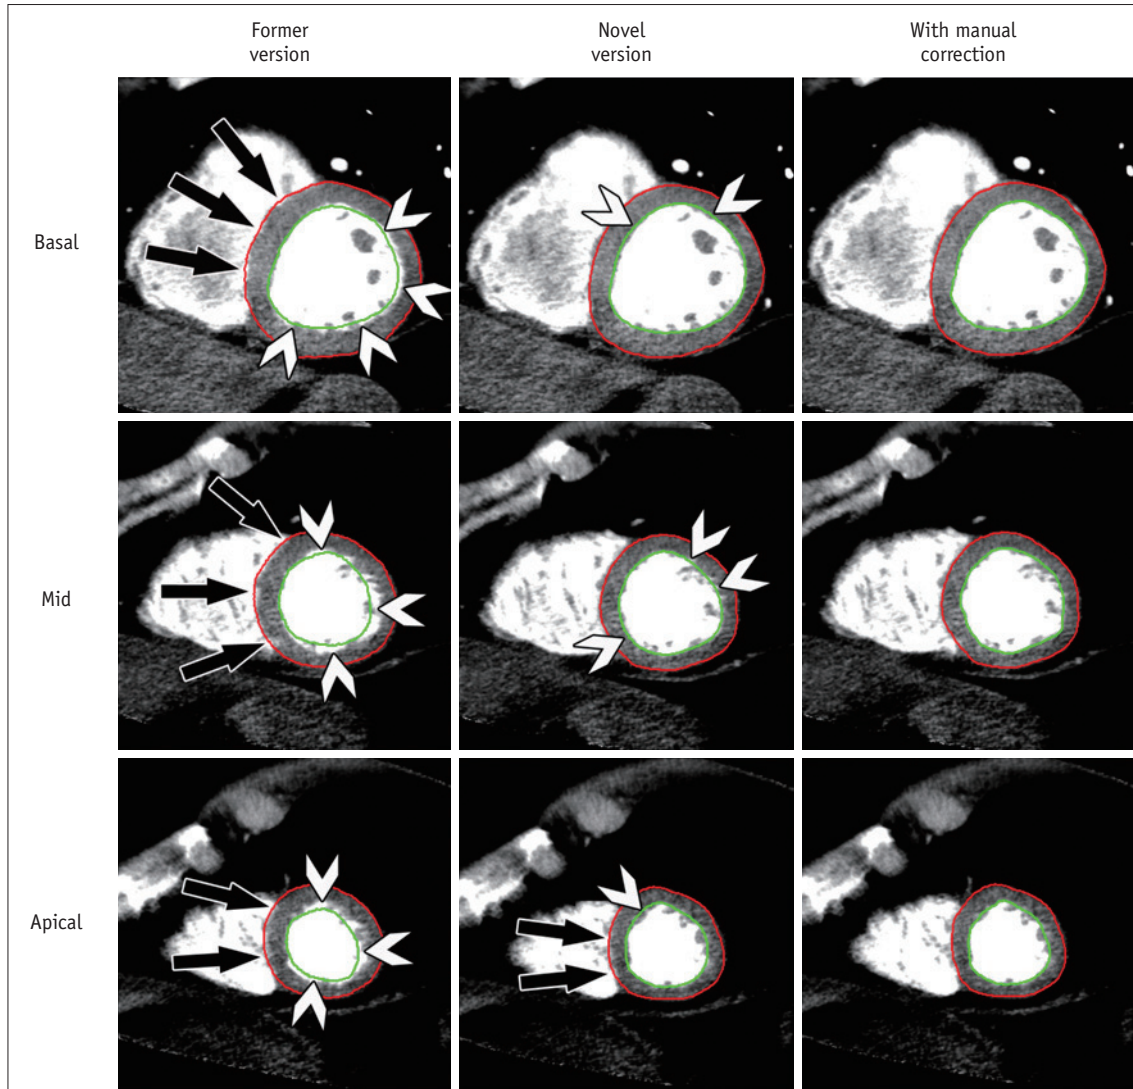 Former
version
Novel
version
With manual
correction
Basal
Mid
Apical